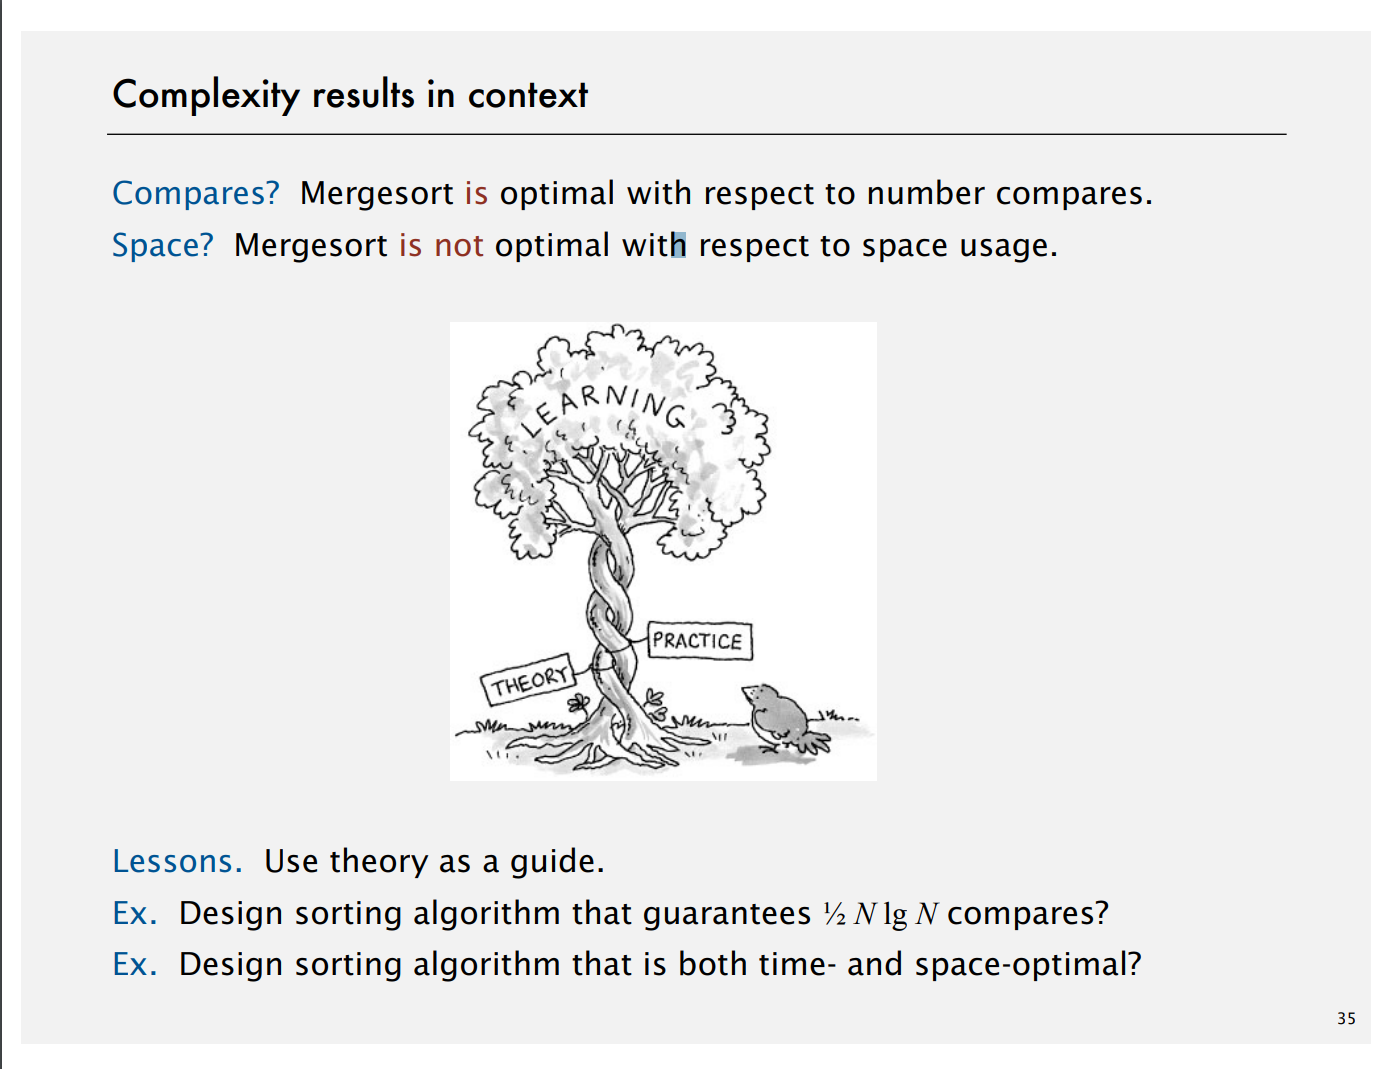 Complexity results in context
Compares? Mergesort is optimal with respect to number compares.
Space? Mergesort is not optimal with respect to space usage.
LEARNING
PRACTICE
THEORY
Lessons. Use theory as a guide.
Ex. Design sorting algorithm that guarantees ½ N lg N compares?
Ex. Design sorting algorithm that is both time- and space-optimal?
35